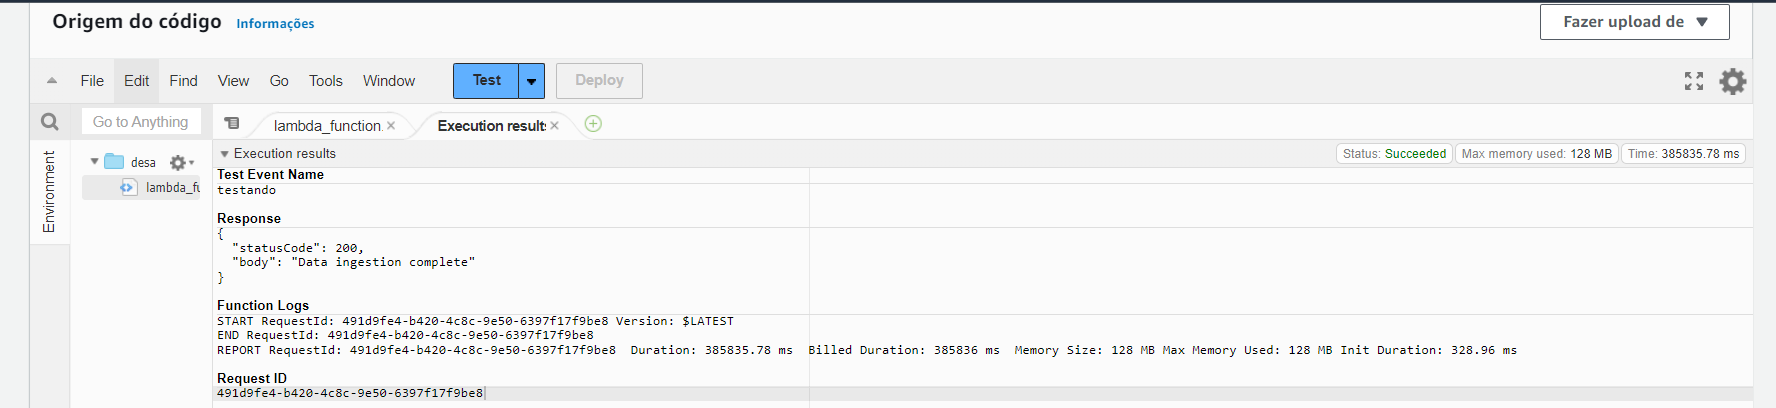 Origem do código Informações
Fazer upload de
File Edit Find View Go Tools Window Test Deploy
Go to Anything
lambda_function. Execution results
Execution results
Status: Succeeded Max memory used: 128 MB Time: 385835.78 ms
Environment
desa
lambda_fu
Test Event Name
testando
Response
{
"statusCode": 200,
"body": "Data ingestion complete"
}
Function Logs
START RequestId: 491d9fe4-b420-4c8c-9e50-6397f17f9be8 Version: $LATEST
END RequestId: 491d9fe4-b420-4c8c-9e50-6397f17f9be8
REPORT RequestId: 491d9fe4-b420-4c8c-9e50-6397f17f9be8 Duration: 385835.78 ms Billed Duration: 385836 ms Memory Size: 128 MB Max Memory Used: 128 MB Init Duration: 328.96 ms
Request ID
491d9fe4-b420-4c8c-9e50-6397f17f9be8